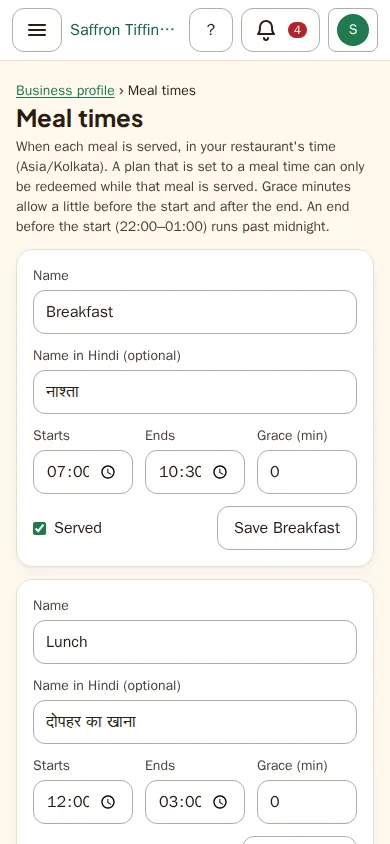 Saffron Tiffin···
?
4
S
Business profile › Meal times
Meal times
When each meal is served, in your restaurant's time
(Asia/Kolkata). A plan that is set to a meal time can only
be redeemed while that meal is served. Grace minutes
allow a little before the start and after the end. An end
before the start (22:00–01:00) runs past midnight.
Name
Breakfast
Name in Hindi (optional)
नाश्ता
Starts Ends Grace (min)
07:00 10:30 0
Served Save Breakfast
Name
Lunch
Name in Hindi (optional)
दोपहर का खाना
Starts Ends Grace (min)
12:00 03:00 0